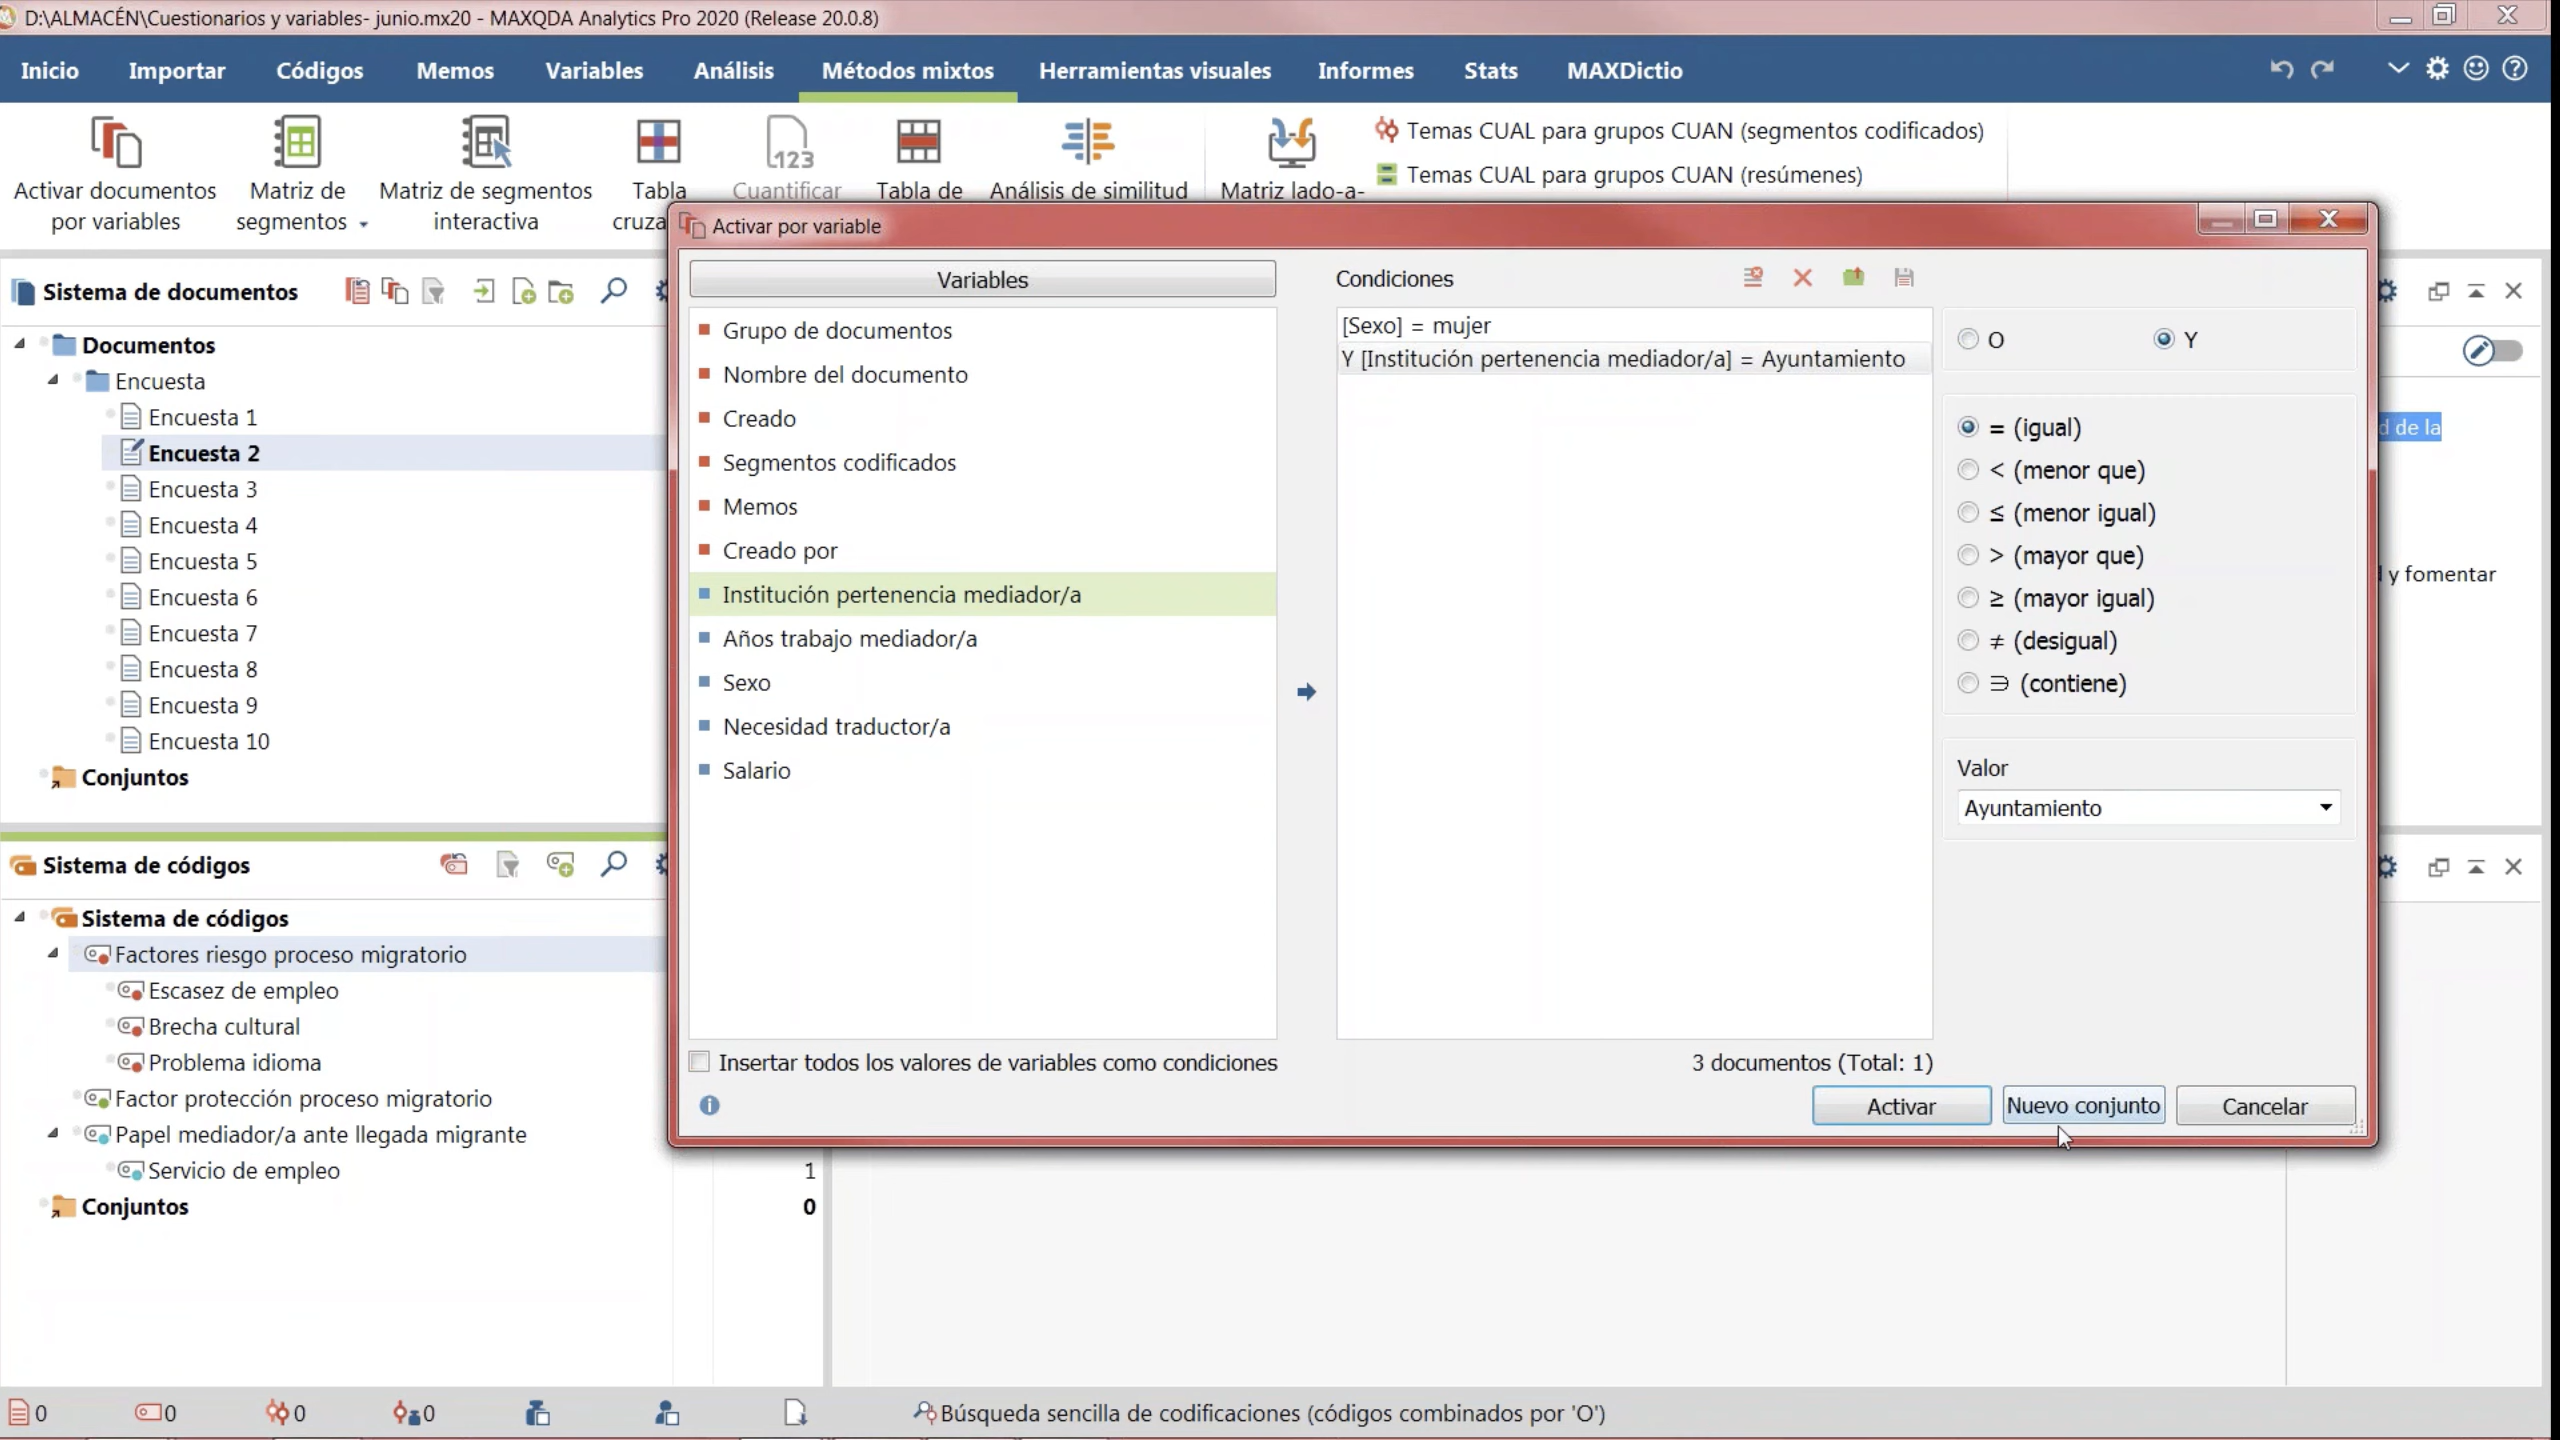 D:\ALMACÉN\Cuestionarios y variables- junio.mx20 - MAXQDA Analytics Pro 2020 (Release 20.0.8)
Inicio Importar Códigos Memos Variables Análisis Métodos mixtos Herramientas visuales Informes Stats MAXDictio
Activar documentos por variables
Matriz de segmentos
Matriz de segmentos interactiva
Tabla cruza
Cuantificar
123
Tabla de
Análisis de similitud
Matriz lado-a-
Temas CUAL para grupos CUAN (segmentos codificados)
Temas CUAL para grupos CUAN (resúmenes)
Sistema de documentos
Documentos
Encuesta
Encuesta 1
Encuesta 2
Encuesta 3
Encuesta 4
Encuesta 5
Encuesta 6
Encuesta 7
Encuesta 8
Encuesta 9
Encuesta 10
Conjuntos
Sistema de códigos
Sistema de códigos
Factores riesgo proceso migratorio
Escasez de empleo
Brecha cultural
Problema idioma
Factor protección proceso migratorio
Papel mediador/a ante llegada migrante
Servicio de empleo 1
Conjuntos 0
Activar por variable
Variables
Grupo de documentos
Nombre del documento
Creado
Segmentos codificados
Memos
Creado por
Institución pertenencia mediador/a
Años trabajo mediador/a
Sexo
Necesidad traductor/a
Salario
Insertar todos los valores de variables como condiciones
Condiciones
[Sexo] = mujer
Y [Institución pertenencia mediador/a] = Ayuntamiento
3 documentos (Total: 1)
O Y
= (igual)
< (menor que)
≤ (menor igual)
> (mayor que)
≥ (mayor igual)
≠ (desigual)
∋ (contiene)
Valor
Ayuntamiento
Activar Nuevo conjunto Cancelar
d de la
y fomentar
0 0 0 0
Búsqueda sencilla de codificaciones (códigos combinados por 'O')